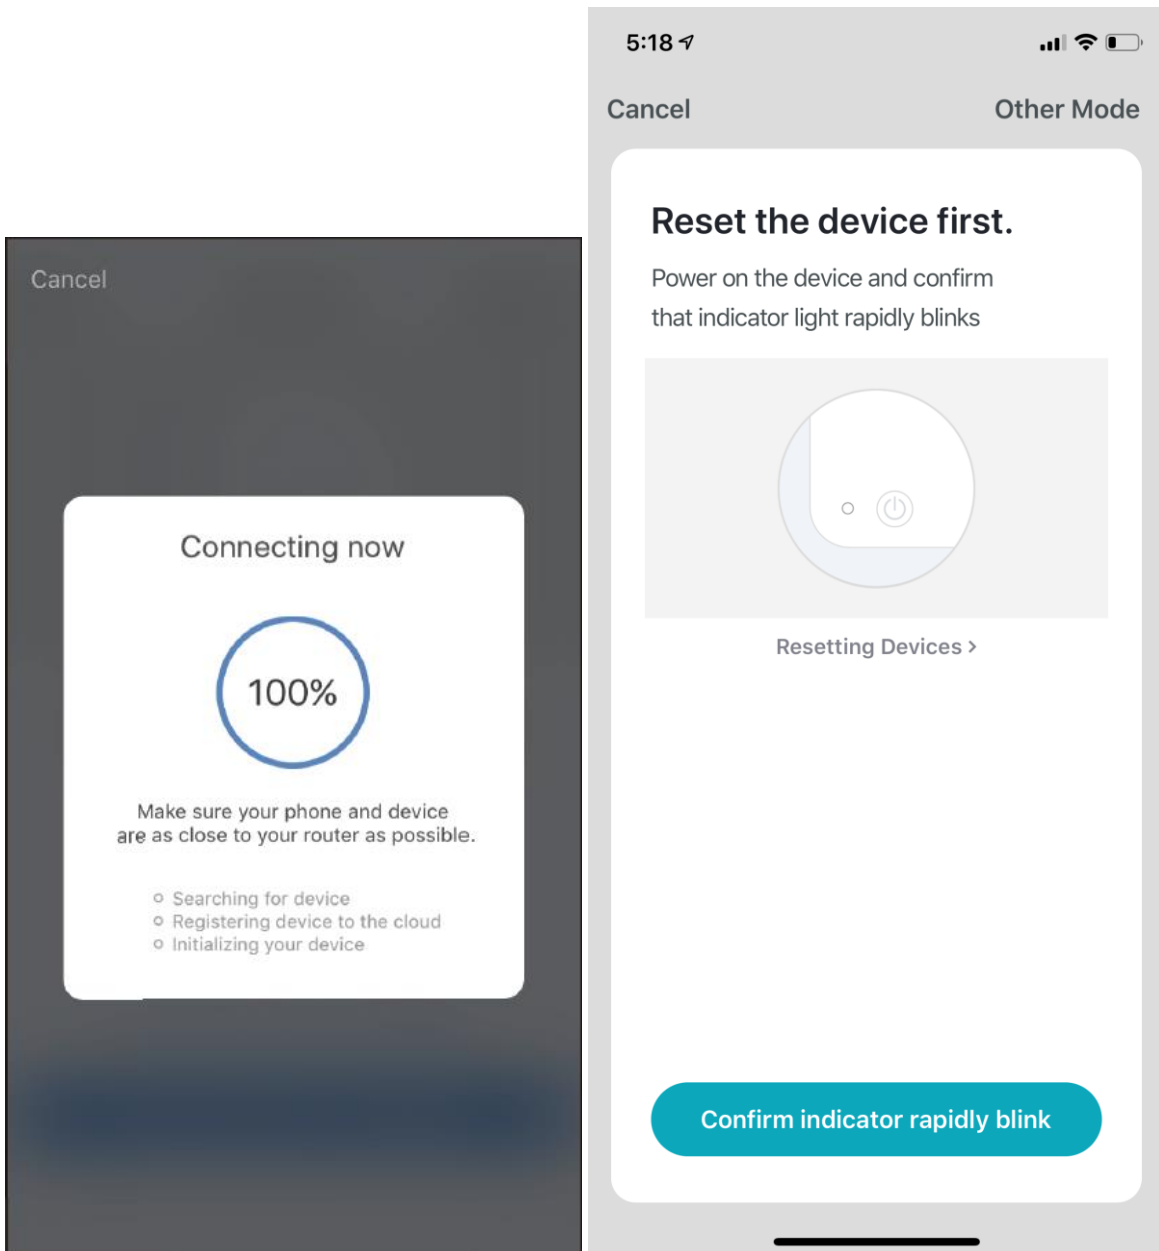 Cancel
Connecting now
100%
Make sure your phone and device
are as close to your router as possible.
Searching for device
Registering device to the cloud
Initializing your device
5:18
Cancel
Other Mode
Reset the device first.
Power on the device and confirm
that indicator light rapidly blinks
Resetting Devices >
Confirm indicator rapidly blink